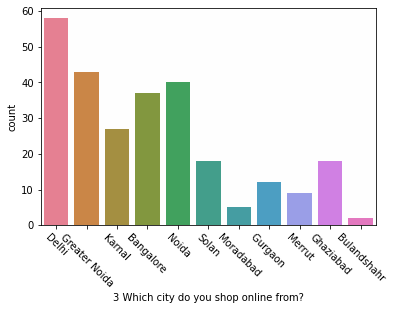 60
50
40
30
20
10
0
count
Delhi
Greater Noida
Karnal
Bangalore
Noida
Solan
Moradabad
Gurgaon
Merrut
Ghaziabad
Bulandshahr
3 Which city do you shop online from?